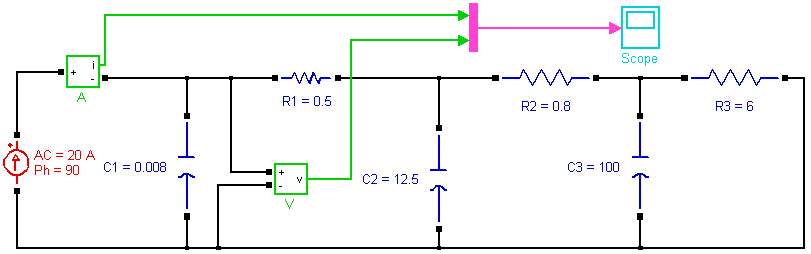 i
+
-
A
Scope
R1 = 0.5
R2 = 0.8
R3 = 6
AC = 20 A
Ph = 90
C1 = 0.008
+
-
v
V
C2 = 12.5
C3 = 100